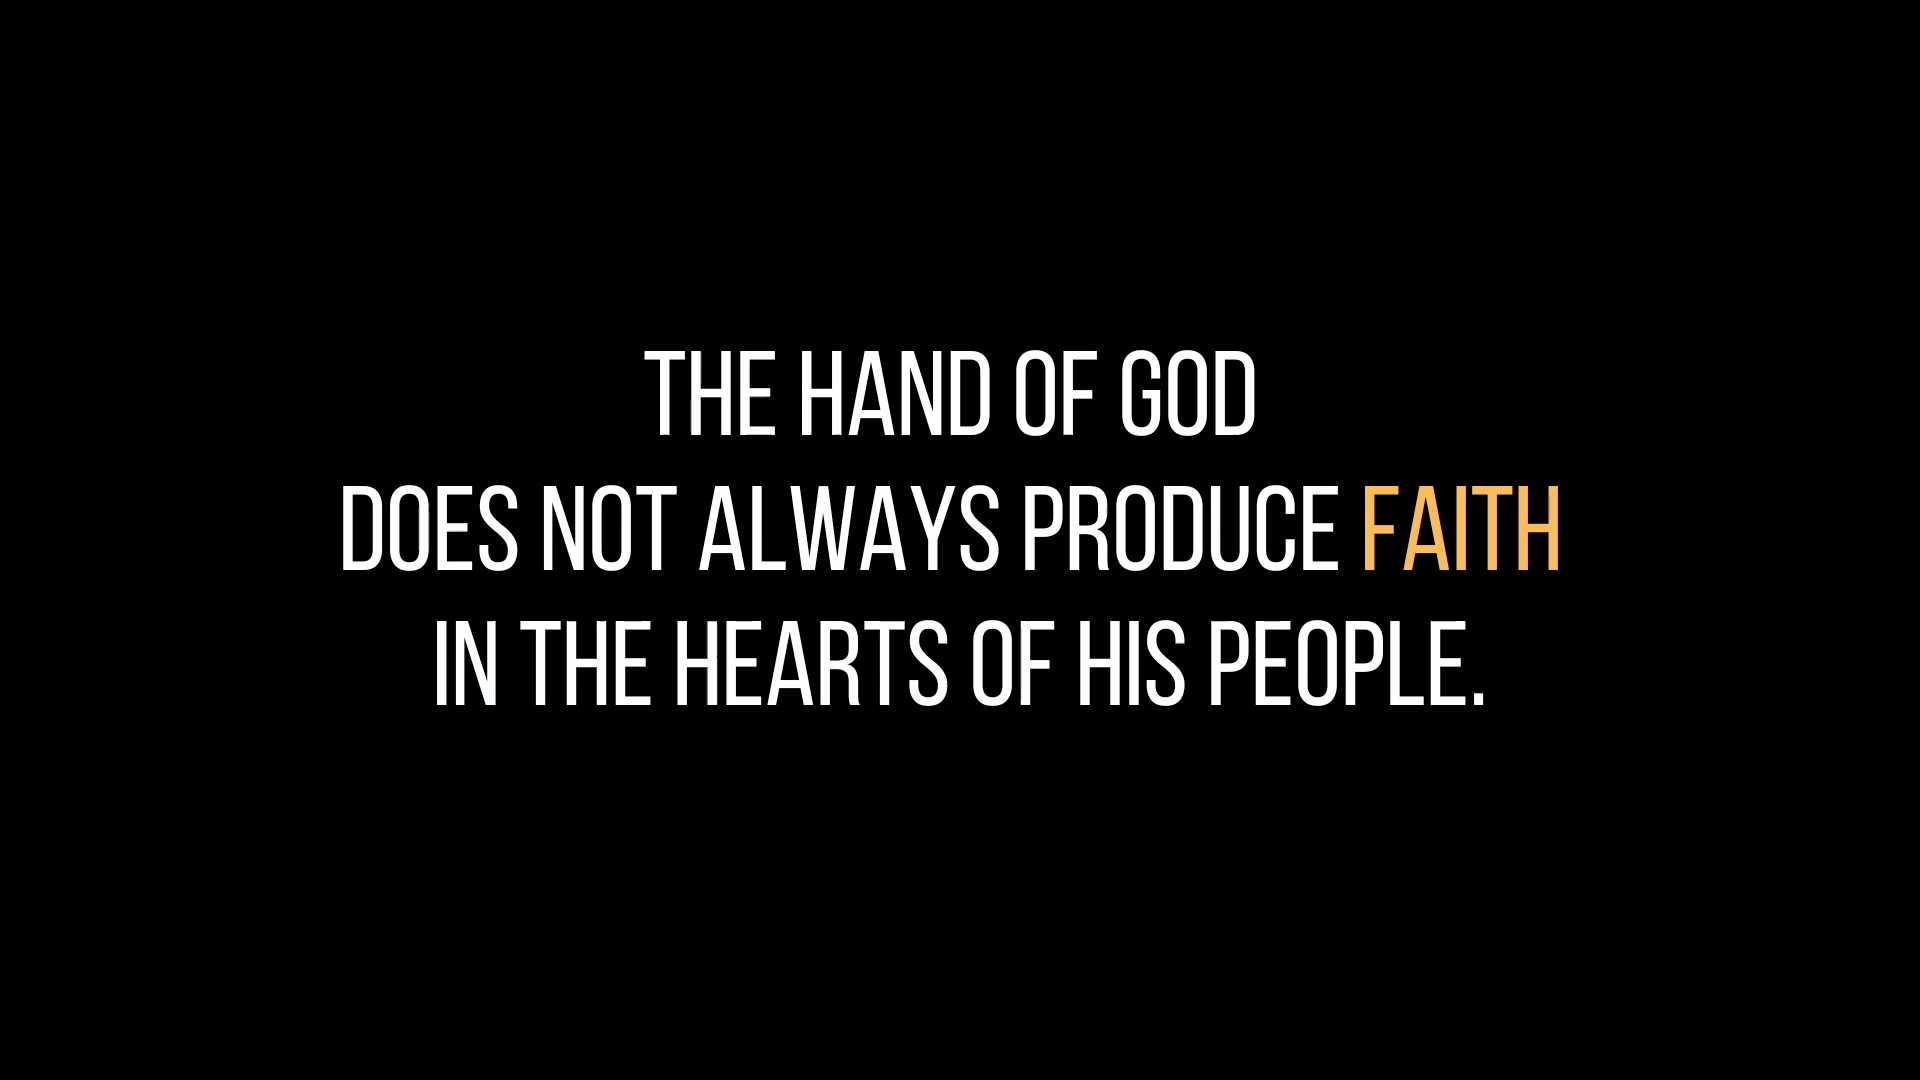 THE HAND OF GOD
DOES NOT ALWAYS PRODUCE FAITH
IN THE HEARTS OF HIS PEOPLE.